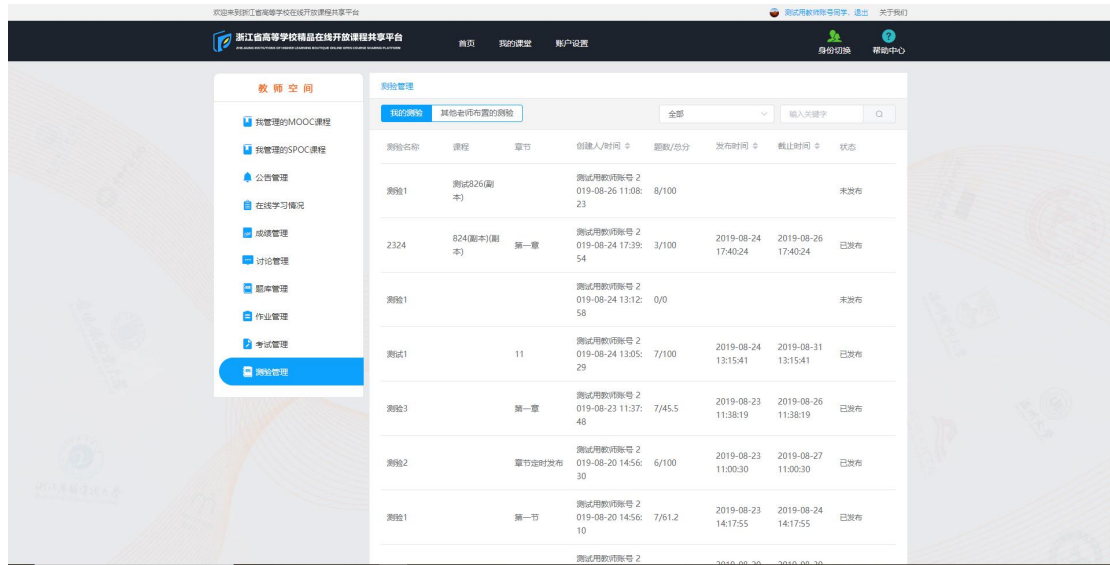 欢迎来到浙江省高等学校在线开放课程共享平台
测试用教师账号同学，退出 关于我们
浙江省高等学校精品在线开放课程共享平台
首页 我的课堂 账户设置
身份切换 帮助中心
教师空间
我管理的MOOC课程
我管理的SPOC课程
公告管理
在线学习情况
成绩管理
讨论管理
题库管理
作业管理
考试管理
测验管理
测验管理
我的测验 其他老师布置的测验 全部 输入关键字
测验名称 课程 章节 创建人/时间 题数/总分 发布时间 截止时间 状态
测试用教师账号 2
测验1 测试826(副 019-08-26 11:08: 8/100 未发布
本) 23
测试用教师账号 2
2324 824(副本)(副 第一章 019-08-24 17:39: 3/100 2019-08-24 2019-08-26 已发布
本) 54 17:40:24 17:40:24
测试用教师账号 2
测验1 019-08-24 13:12: 0/0 未发布
58
测试用教师账号 2
测试1 11 019-08-24 13:05: 7/100 2019-08-24 2019-08-31 已发布
29 13:15:41 13:15:41
测试用教师账号 2
测验3 第一章 019-08-23 11:37: 7/45.5 2019-08-23 2019-08-26 已发布
48 11:38:19 11:38:19
测试用教师账号 2
测验2 章节定时发布 019-08-20 14:56: 6/100 2019-08-23 2019-08-27 已发布
30 11:00:30 11:00:30
测试用教师账号 2
测验1 第一节 019-08-20 14:56: 7/61.2 2019-08-23 2019-08-24 已发布
10 14:17:55 14:17:55
测试用教师账号 2